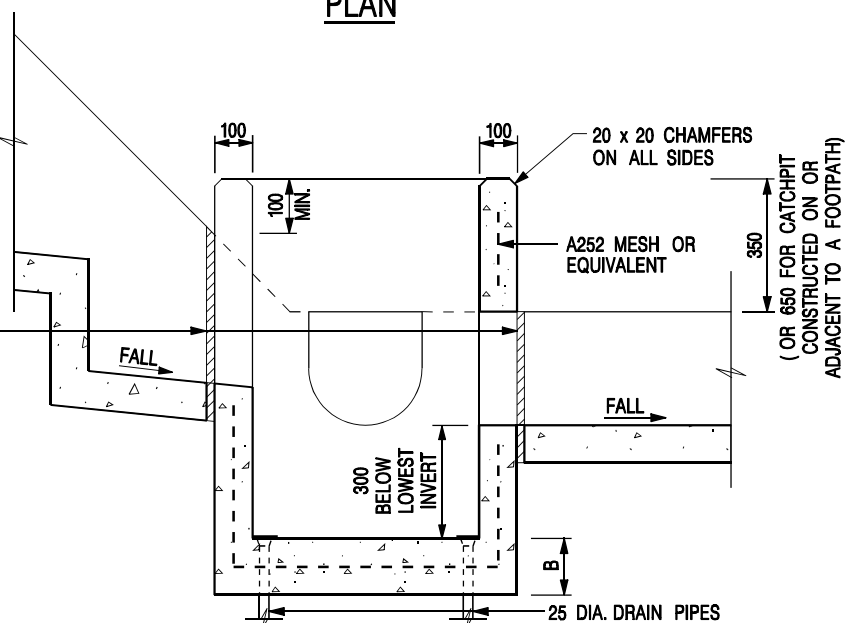 PLAN
100
100
20 x 20 CHAMFERS
ON ALL SIDES
100
MIN.
A252 MESH OR
EQUIVALENT
350
( OR 650 FOR CATCHPIT
CONSTRUCTED ON OR
ADJACENT TO A FOOTPATH)
FALL
FALL
300
BELOW
LOWEST
INVERT
B
25 DIA. DRAIN PIPES